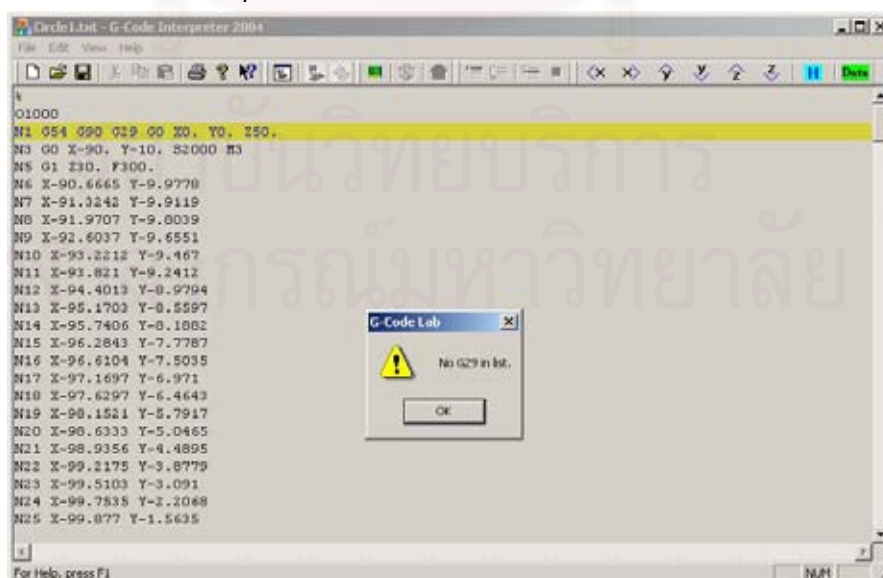 Circle1.txt - G-Code Interpreter 2004
File Edit View Help
H Data
%
O1000
N1 G54 G90 G29 G0 X0. Y0. Z50.
N3 G0 X-90. Y-10. S2000 M3
N5 G1 Z30. F300.
N6 X-90.6665 Y-9.9778
N7 X-91.3242 Y-9.9119
N8 X-91.9707 Y-9.8039
N9 X-92.6037 Y-9.6551
N10 X-93.2212 Y-9.467
N11 X-93.821 Y-9.2412
N12 X-94.4013 Y-8.9794
N13 X-95.1703 Y-8.5597
N14 X-95.7406 Y-8.1882
N15 X-96.2843 Y-7.7787
N16 X-96.6104 Y-7.5035
N17 X-97.1697 Y-6.971
N18 X-97.6297 Y-6.4643
N19 X-98.1521 Y-5.7917
N20 X-98.6333 Y-5.0465
N21 X-98.9356 Y-4.4895
N22 X-99.2175 Y-3.8779
N23 X-99.5103 Y-3.091
N24 X-99.7535 Y-2.2068
N25 X-99.877 Y-1.5635
G-Code Lab
No G29 in list.
OK
For Help, press F1
NUM